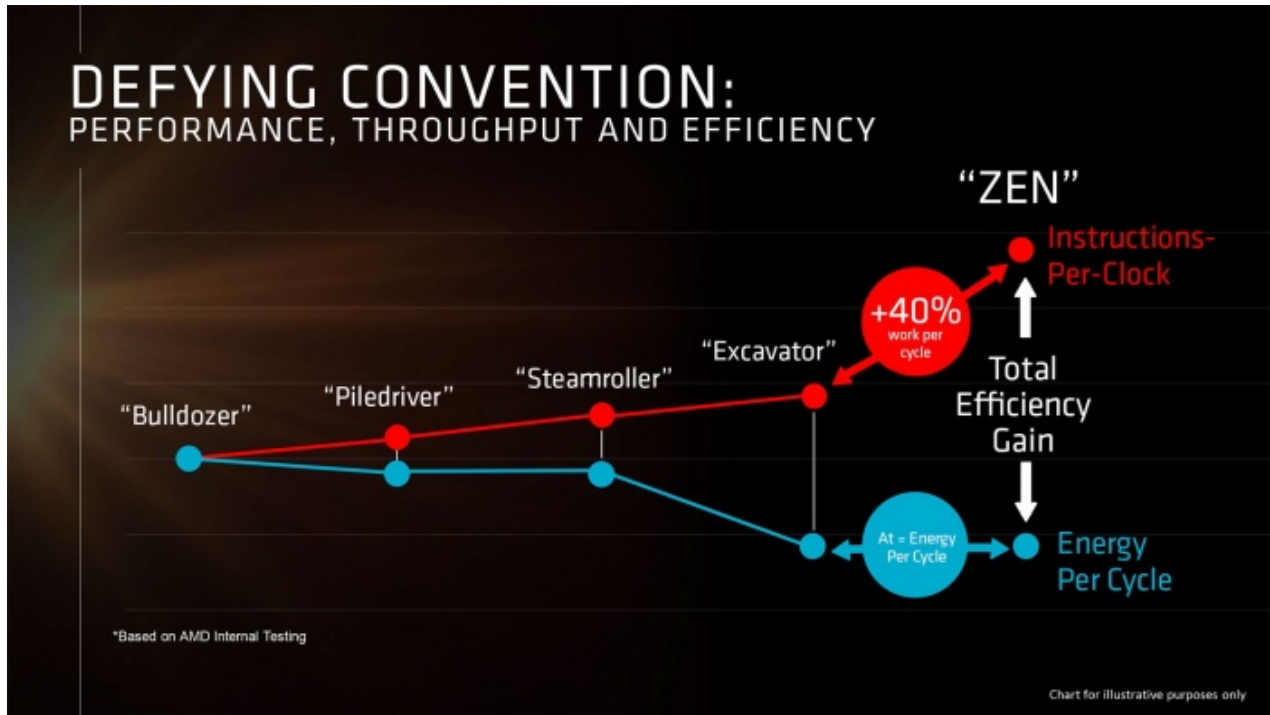 DEFYING CONVENTION:
PERFORMANCE, THROUGHPUT AND EFFICIENCY
“ZEN”
Instructions-
Per-Clock
+40%
work per
cycle
“Excavator”
“Steamroller”
“Piledriver”
“Bulldozer”
Total
Efficiency
Gain
At = Energy
Per Cycle
Energy
Per Cycle
*Based on AMD Internal Testing
Chart for illustrative purposes only